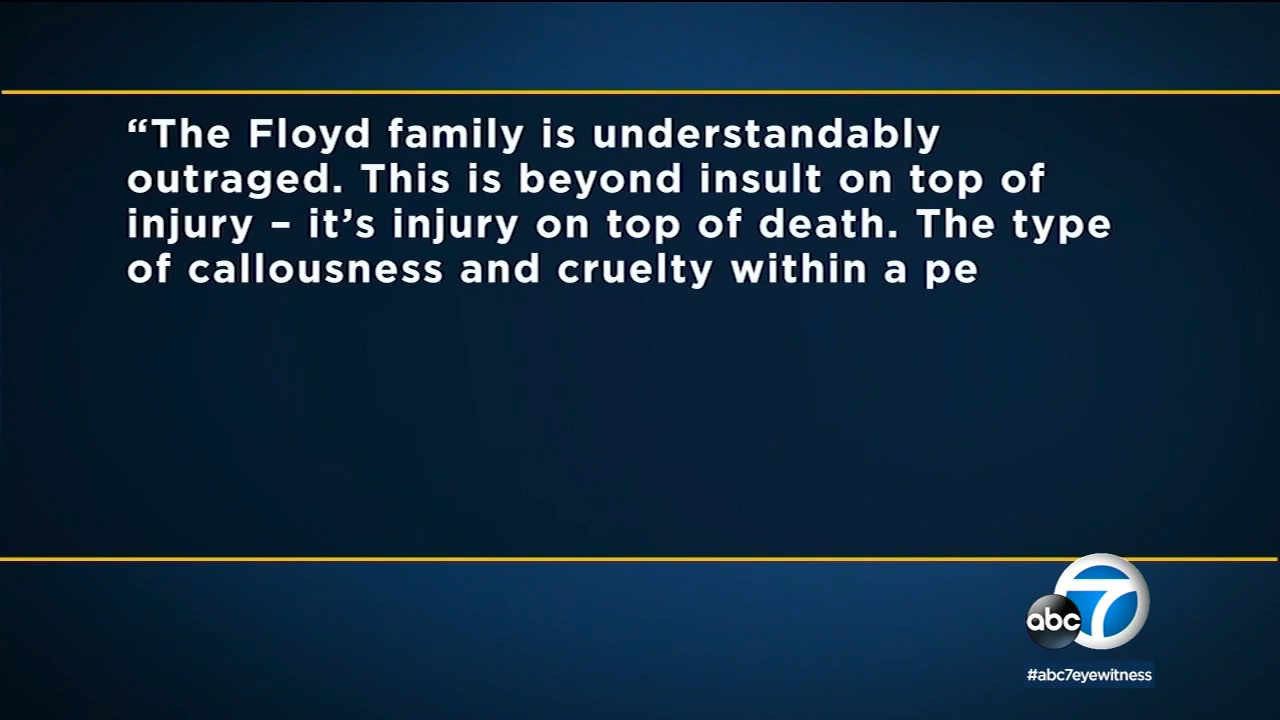 “The Floyd family is understandably
outraged. This is beyond insult on top of
injury – it’s injury on top of death. The type
of callousness and cruelty within a pe
abc 7
#abc7eyewitness